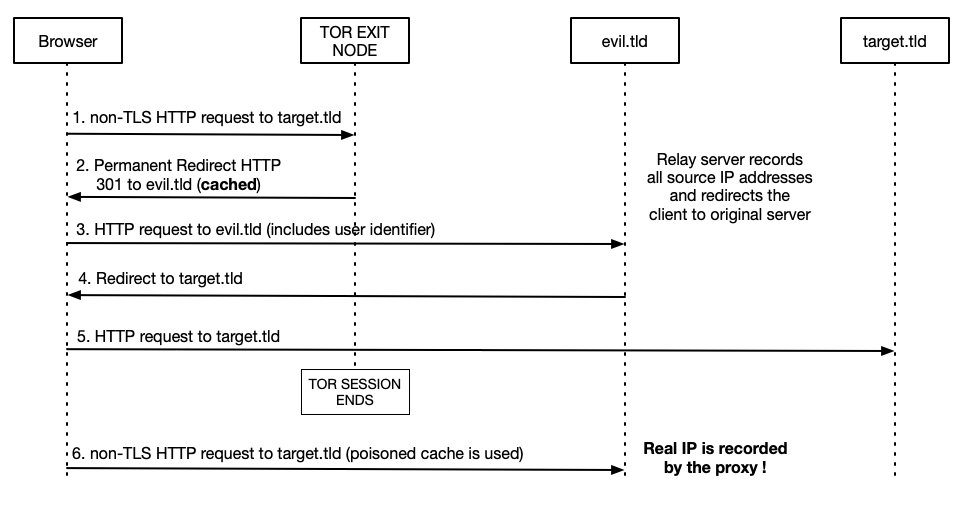 Browser
TOR EXIT
NODE
evil.tld
target.tld
1. non-TLS HTTP request to target.tld
2. Permanent Redirect HTTP
301 to evil.tld (cached)
Relay server records
all source IP addresses
and redirects the
client to original server
3. HTTP request to evil.tld (includes user identifier)
4. Redirect to target.tld
5. HTTP request to target.tld
TOR SESSION
ENDS
6. non-TLS HTTP request to target.tld (poisoned cache is used)
Real IP is recorded
by the proxy !